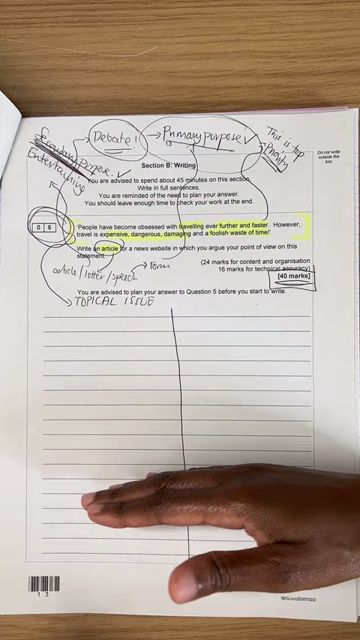 Debate!! → Primary purpose ✓
This is top
Priority
Secondary Purpose. ✓
Entertaining
Section B: Writing
Do not write
outside the
box
You are advised to spend about 45 minutes on this section.
Write in full sentences.
You are reminded of the need to plan your answer.
You should leave enough time to check your work at the end.
0 5
'People have become obsessed with travelling ever further and faster. However,
travel is expensive, dangerous, damaging and a foolish waste of time!'
Write an article for a news website in which you argue your point of view on this
statement.
article/letter/speech → Form
(24 marks for content and organisation
16 marks for technical accuracy)
[40 marks]
You are advised to plan your answer to Question 5 before you start to write.
TOPICAL ISSUE
1 3